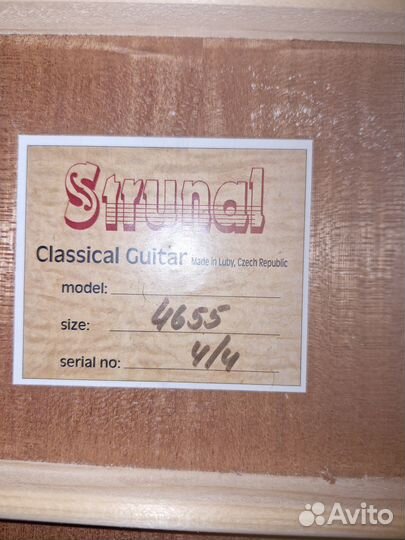 Strunal
Classical Guitar Made in Luby, Czech Republic
model:
size: 4655
serial no: 4/4
Avito